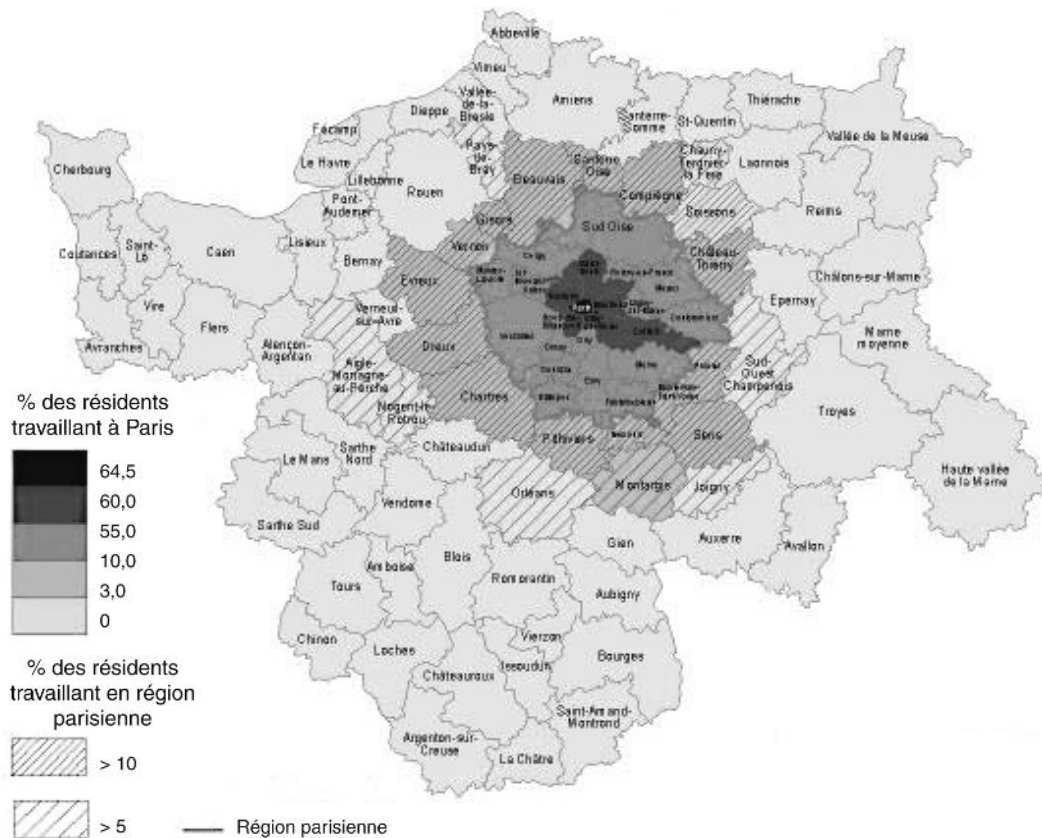 Abbeville
Vimeu
Vallée-
de-la-
Bresle
Dieppe
Amiens
Santerre-
Somme
St-Quentin
Thiérache
Vallée de la Meuse
Fécamp
Le Havre
Lillebonne
Rouen
Pays-
de-
Bray
Beauvais
Santerre
Oise
Compiègne
Chauny-
Tergnier-
la Fère
Laonnois
Soissons
Reims
Cherbourg
Pont-
Audemer
Gisors
Vernon
Sud Oise
Château-
Thierry
Châlons-sur-Marne
Coutances
Saint-
Lô
Caen
Lisieux
Bernay
Evreux
Epernay
Vire
Flers
Avranches
Verneuil-
sur-Avre
Alençon-
Argentan
Aigle-
Mortagne-
au-Perche
Dreux
Marne
moyenne
Sud-
Ouest
Champenois
Nogent-le
Rotrou
Chartres
Troyes
Châteaudun
Pithiviers
Sens
Le Mans
Sarthe
Nord
Orléans
Montargis
Joigny
Haute vallée
de la Marne
Sarthe Sud
Vendome
Blois
Gien
Auxerre
Avallon
Tours
Amboise
Romorantin
Aubigny
Chinon
Loches
Vierzon
Issoudun
Bourges
Châteauroux
Saint-Amand-
Montrond
Argenton-sur-
Creuse
La Châtre
% des résidents
travaillant à Paris
64,5
60,0
55,0
10,0
3,0
0
% des résidents
travaillant en région
parisienne
> 10
> 5
Région parisienne